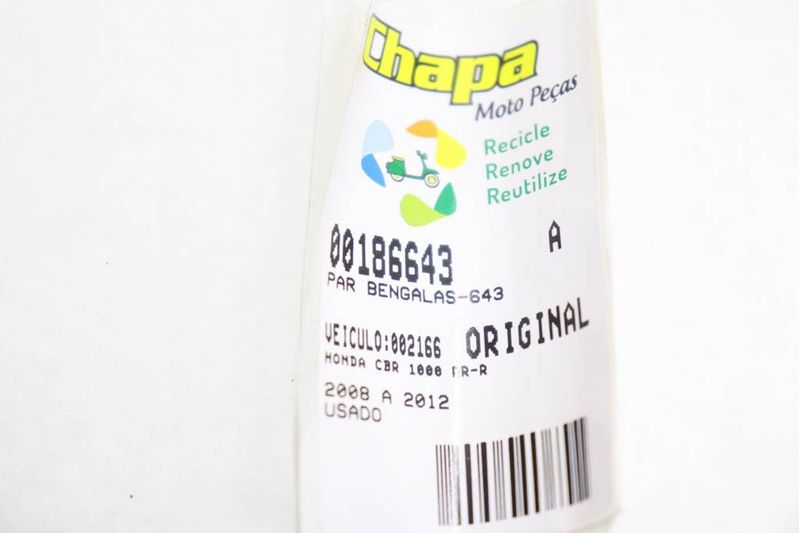 Chapa
Moto Peças
Recicle
Renove
Reutilize
00186643 A
PAR BENGALAS-643
VEICULO:002166 ORIGINAL
HONDA CBR 1000 RR-R
2008 A 2012
USADO